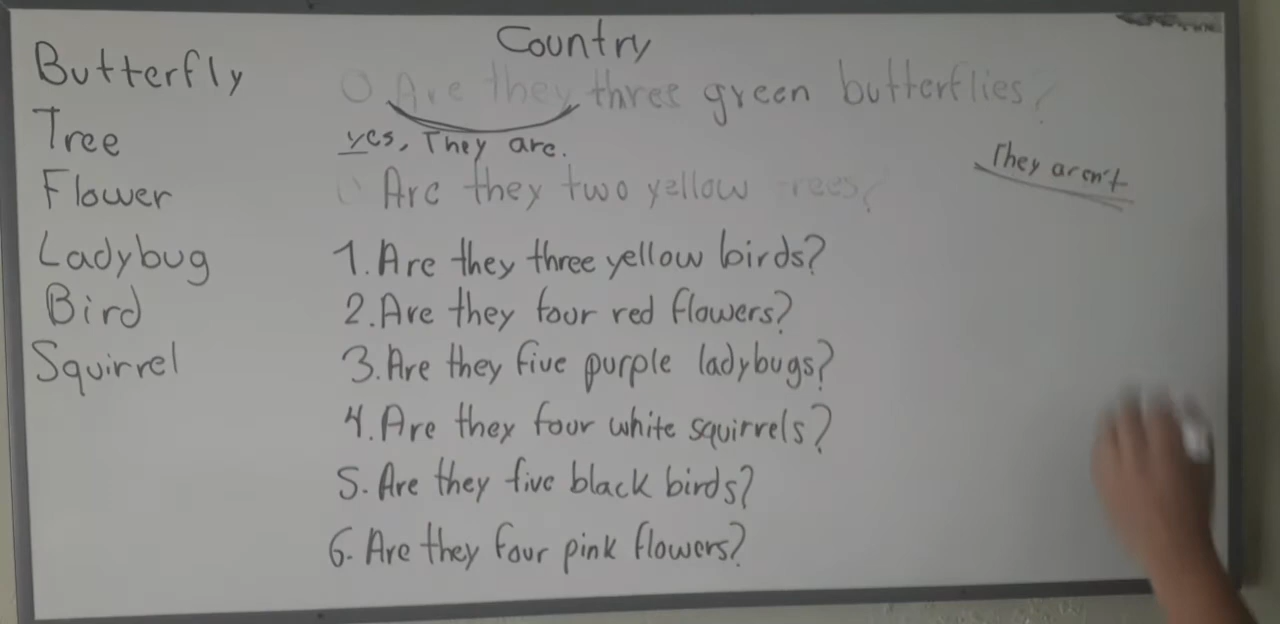 Country
Butterfly
Tree
Flower
Ladybug
Bird
Squirrel
Are they three green butterflies?
yes, They are.
They aren't
Are they two yellow trees?
1. Are they three yellow birds?
2. Are they four red flowers?
3. Are they five purple ladybugs?
4. Are they four white squirrels?
5. Are they five black birds?
6. Are they four pink flowers?